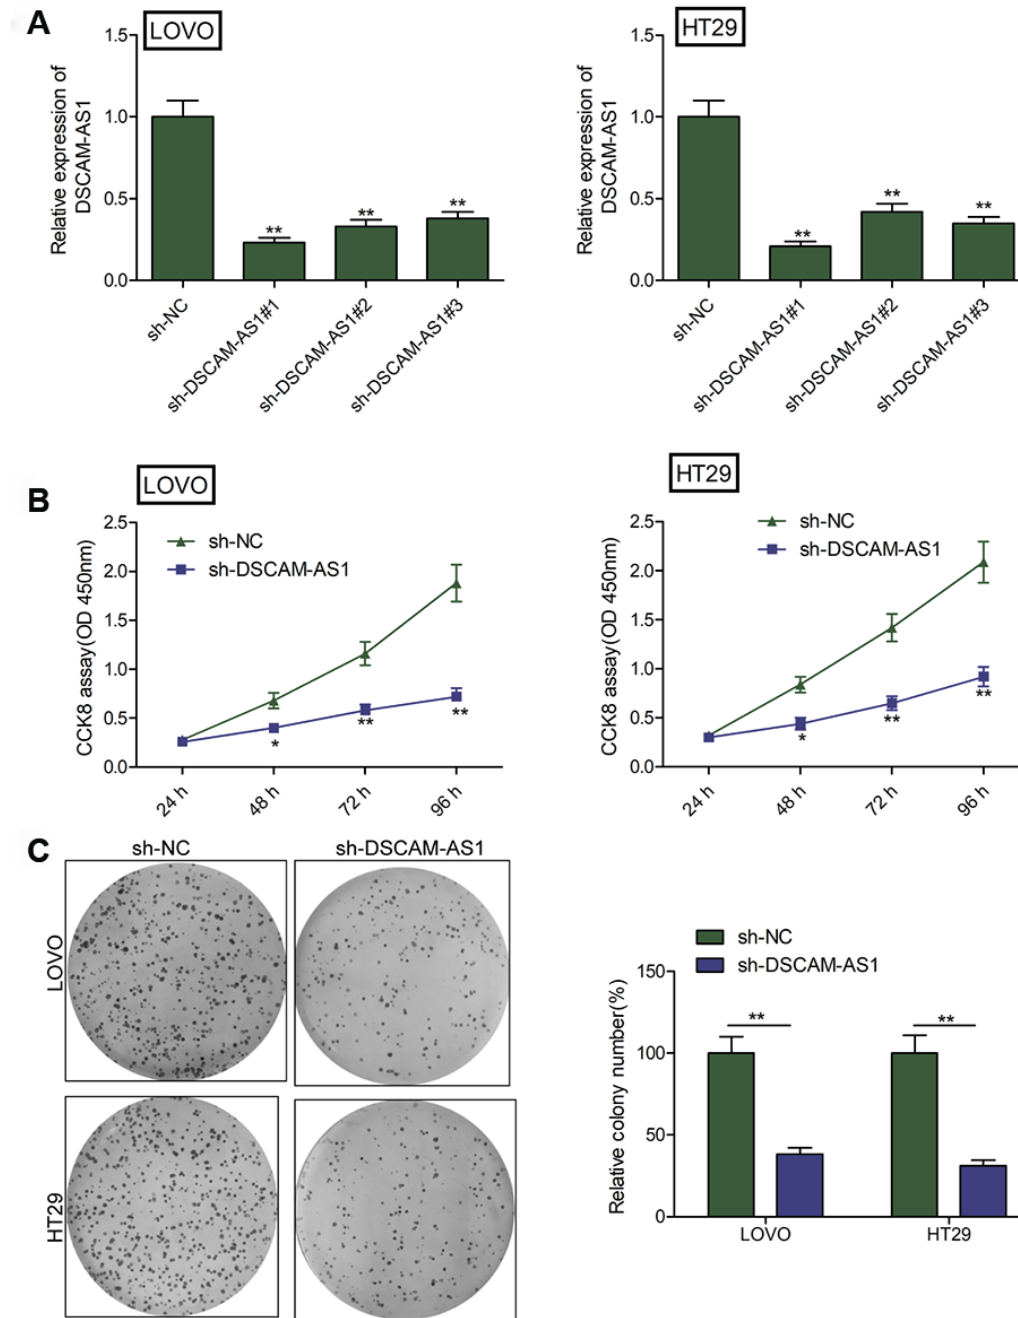 A
LOVO
Relative expression of
DSCAM-AS1
1.5
1.0
0.5
0.0
**
**
**
sh-NC
sh-DSCAM-AS1#1
sh-DSCAM-AS1#2
sh-DSCAM-AS1#3
HT29
Relative expression of
DSCAM-AS1
1.5
1.0
0.5
0.0
**
**
**
sh-NC
sh-DSCAM-AS1#1
sh-DSCAM-AS1#2
sh-DSCAM-AS1#3
B
LOVO
CCK8 assay(OD 450nm)
2.5
2.0
1.5
1.0
0.5
0.0
sh-NC
sh-DSCAM-AS1
*
**
**
24 h
48 h
72 h
96 h
HT29
CCK8 assay(OD 450nm)
2.5
2.0
1.5
1.0
0.5
0.0
sh-NC
sh-DSCAM-AS1
*
**
**
24 h
48 h
72 h
96 h
C
sh-NC
sh-DSCAM-AS1
LOVO
HT29
sh-NC
sh-DSCAM-AS1
Relative colony number(%)
150
100
50
0
**
**
LOVO
HT29